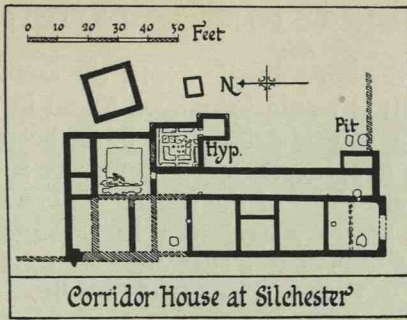 0 10 20 30 40 50 Feet
N
Pit
Hyp.
Corridor House at Silchester